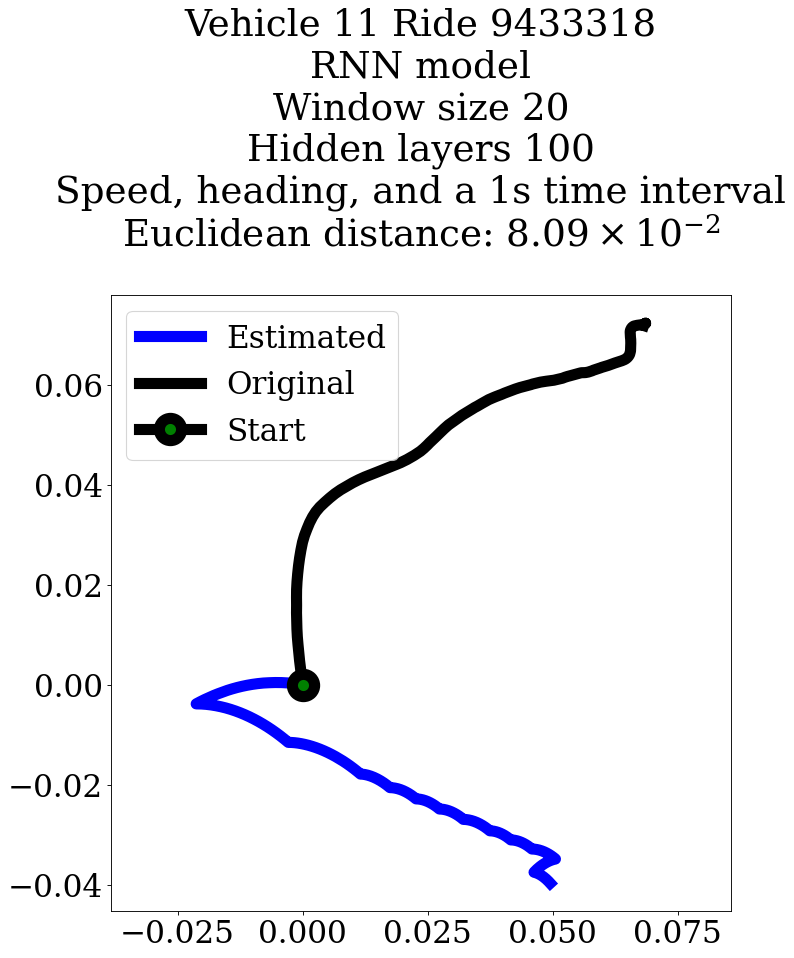 Vehicle 11 Ride 9433318
RNN model
Window size 20
Hidden layers 100
Speed, heading, and a 1s time interval
Euclidean distance: 8.09 × 10⁻²
Estimated
Original
Start
0.06
0.04
0.02
0.00
−0.02
−0.04
−0.025 0.000 0.025 0.050 0.075